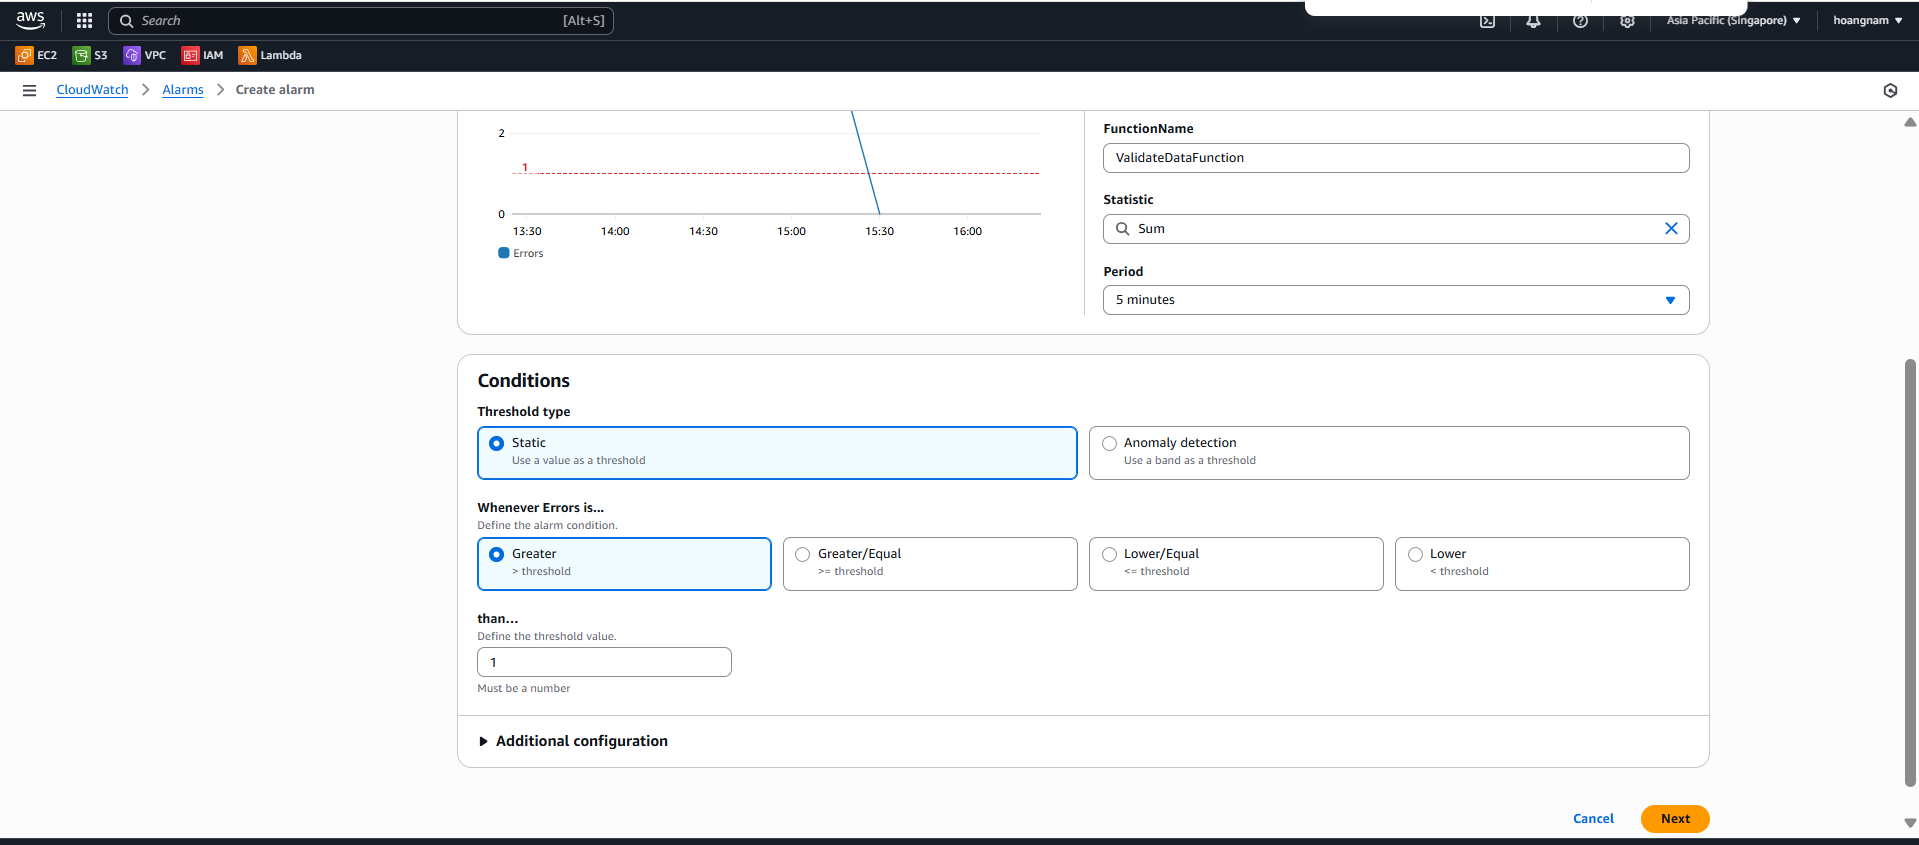 aws
Search [Alt+S]
Asia Pacific (Singapore)
hoangnam
EC2 S3 VPC IAM Lambda
CloudWatch Alarms Create alarm
2
1
0
13:30 14:00 14:30 15:00 15:30 16:00
Errors
FunctionName
ValidateDataFunction
Statistic
Sum
Period
5 minutes
Conditions
Threshold type
Static
Use a value as a threshold
Anomaly detection
Use a band as a threshold
Whenever Errors is...
Define the alarm condition.
Greater
> threshold
Greater/Equal
>= threshold
Lower/Equal
<= threshold
Lower
< threshold
than...
Define the threshold value.
1
Must be a number
Additional configuration
Cancel Next